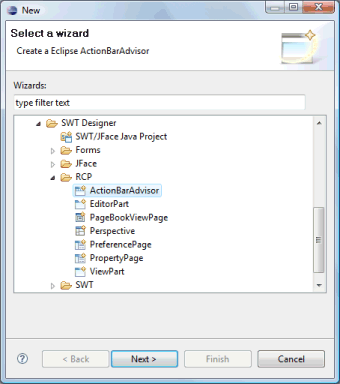 New
Select a wizard
Create a Eclipse ActionBarAdvisor
Wizards:
type filter text
SWT Designer
SWT/JFace Java Project
Forms
JFace
RCP
ActionBarAdvisor
EditorPart
PageBookViewPage
Perspective
PreferencePage
PropertyPage
ViewPart
SWT
?
< Back
Next >
Finish
Cancel